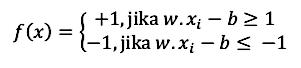 f(x) = { +1, jika w.xᵢ − b ≥ 1
−1, jika w.xᵢ − b ≤ −1